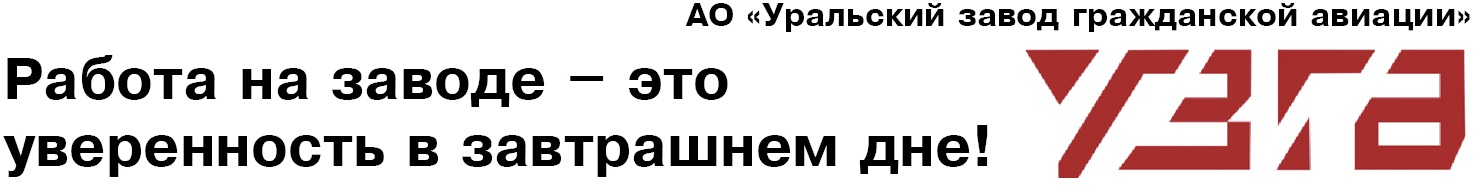 АО «Уральский завод гражданской авиации»
Работа на заводе – это
уверенность в завтрашнем дне!
УЗГА